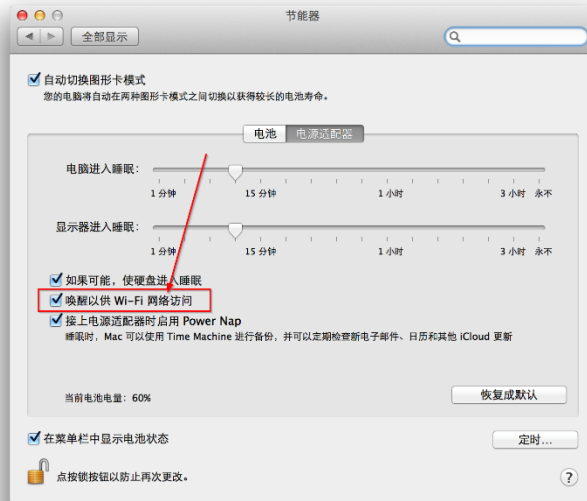 节能器
全部显示
自动切换图形卡模式
您的电脑将自动在两种图形卡模式之间切换以获得较长的电池寿命。
电池 电源适配器
电脑进入睡眠：
1 分钟 15 分钟 1 小时 3 小时 永不
显示器进入睡眠：
1 分钟 15 分钟 1 小时 3 小时 永不
如果可能，使硬盘进入睡眠
唤醒以供 Wi-Fi 网络访问
接上电源适配器时启用 Power Nap
睡眠时，Mac 可以使用 Time Machine 进行备份，并可以定期检查新电子邮件、日历和其他 iCloud 更新
当前电池电量：60%
恢复成默认
在菜单栏中显示电池状态
定时...
点按锁按钮以防止再次更改。
?